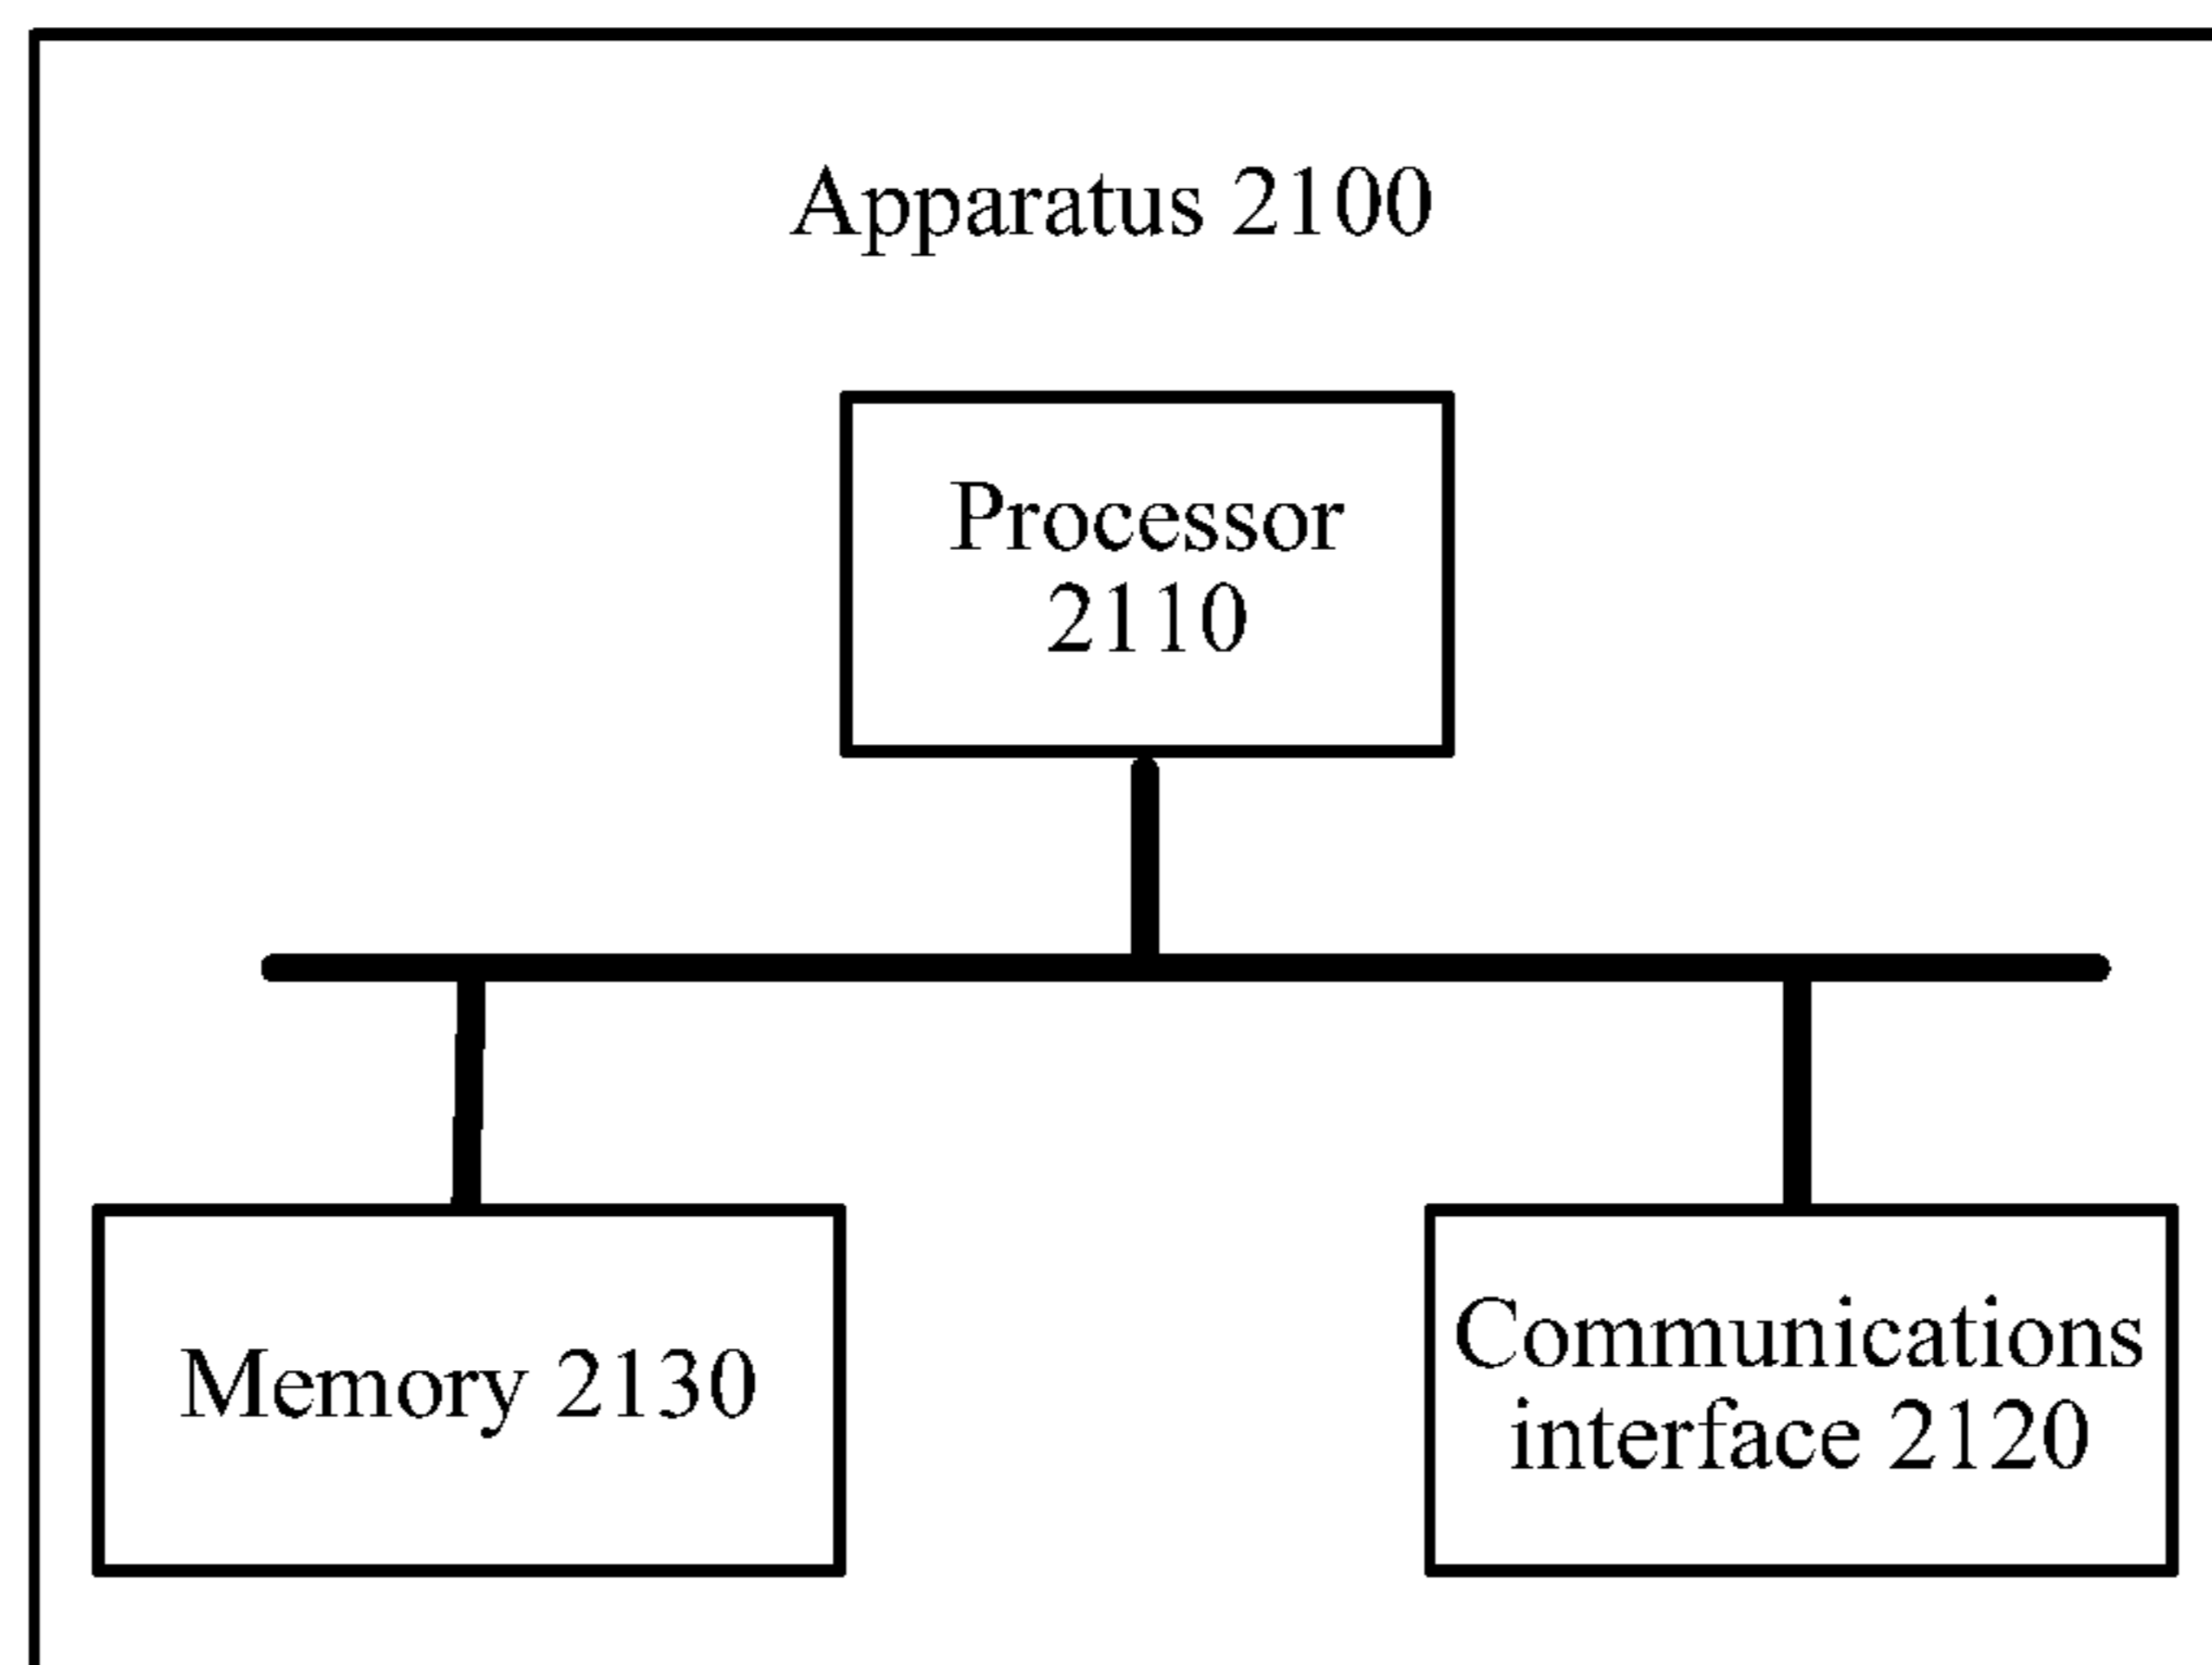 Apparatus 2100
Processor
2110
Memory 2130
Communications
interface 2120